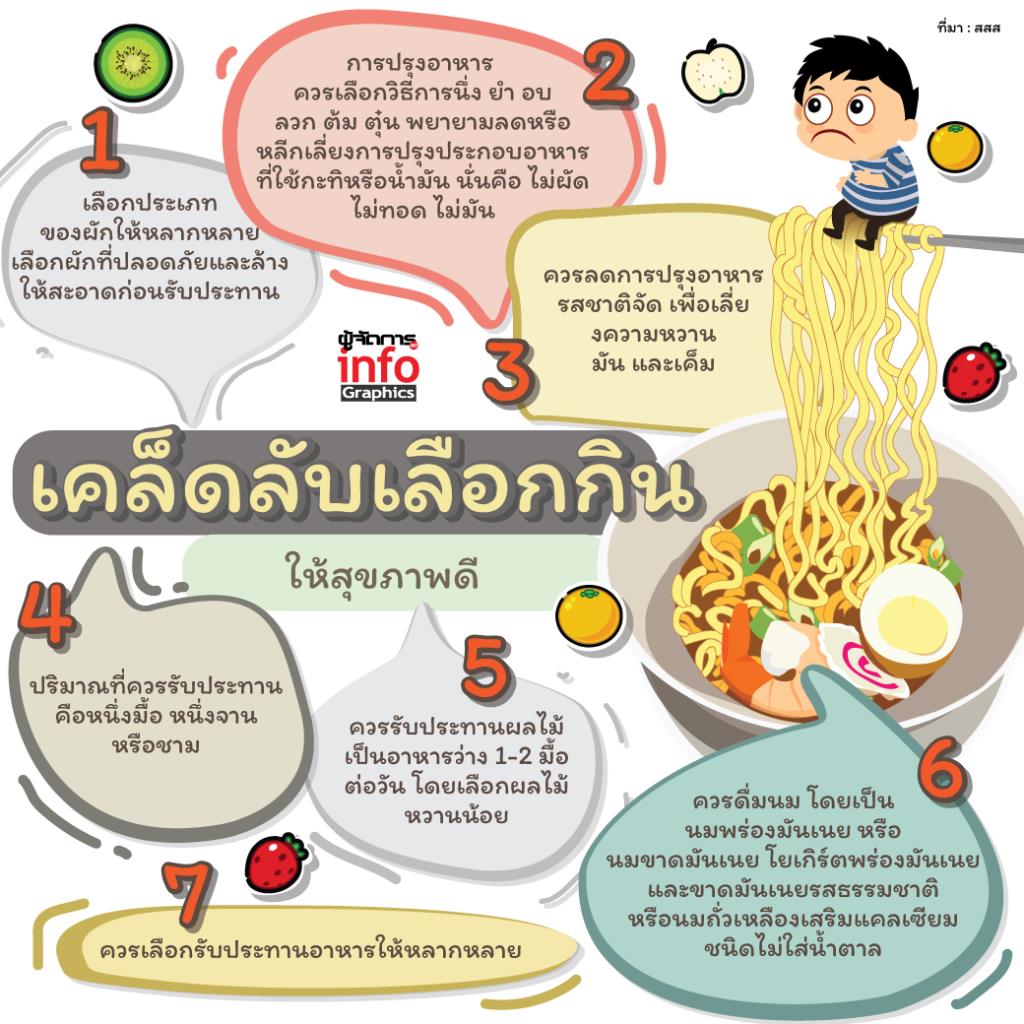 ที่มา : สสส
1
เลือกประเภท
ของผักให้หลากหลาย
เลือกผักที่ปลอดภัยและล้าง
ให้สะอาดก่อนรับประทาน
2
การปรุงอาหาร
ควรเลือกวิธีการนึ่ง ยำ อบ
ลวก ต้ม ตุ๋น พยายามลดหรือ
หลีกเลี่ยงการปรุงประกอบอาหาร
ที่ใช้กะทิหรือน้ำมัน นั่นคือ ไม่ผัด
ไม่ทอด ไม่มัน
3
ควรลดการปรุงอาหาร
รสชาติจัด เพื่อเลี่ย
งความหวาน
มัน และเค็ม
ผู้จัดการ
info
Graphics
เคล็ดลับเลือกกิน
ให้สุขภาพดี
4
ปริมาณที่ควรรับประทาน
คือหนึ่งมื้อ หนึ่งจาน
หรือชาม
5
ควรรับประทานผลไม้
เป็นอาหารว่าง 1-2 มื้อ
ต่อวัน โดยเลือกผลไม้
หวานน้อย
6
ควรดื่มนม โดยเป็น
นมพร่องมันเนย หรือ
นมขาดมันเนย โยเกิร์ตพร่องมันเนย
และขาดมันเนยรสธรรมชาติ
หรือนมถั่วเหลืองเสริมแคลเซียม
ชนิดไม่ใส่น้ำตาล
7
ควรเลือกรับประทานอาหารให้หลากหลาย